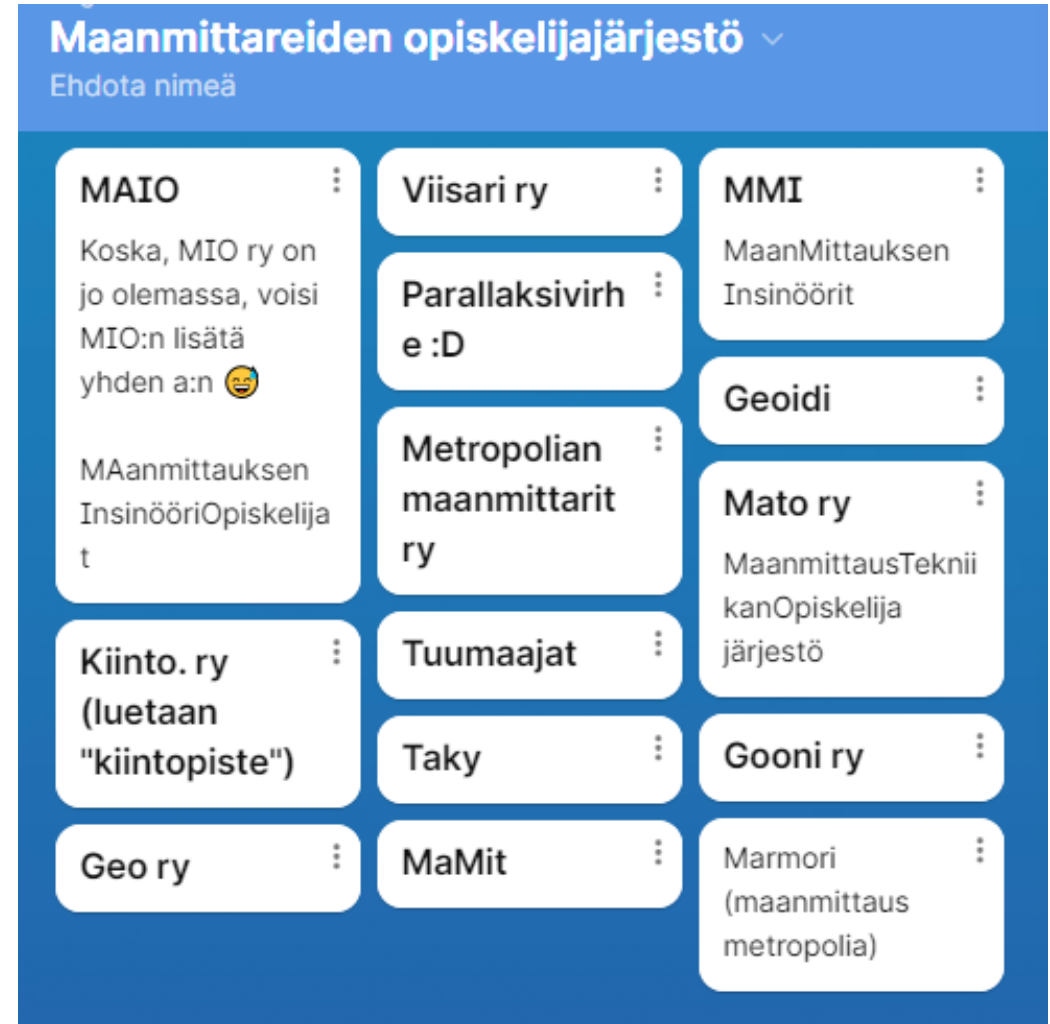 Maanmittareiden opiskelijajärjestö
Ehdota nimeä
MAIO
Koska, MIO ry on
jo olemassa, voisi
MIO:n lisätä
yhden a:n 😅
MAanmittauksen
InsinööriOpiskelija
t
Kiinto. ry
(luetaan
"kiintopiste")
Geo ry
Viisari ry
Parallaksivirh
e :D
Metropolian
maanmittarit
ry
Tuumaajat
Taky
MaMit
MMI
MaanMittauksen
Insinöörit
Geoidi
Mato ry
MaanmittausTeknii
kanOpiskelija
järjestö
Gooni ry
Marmori
(maanmittaus
metropolia)